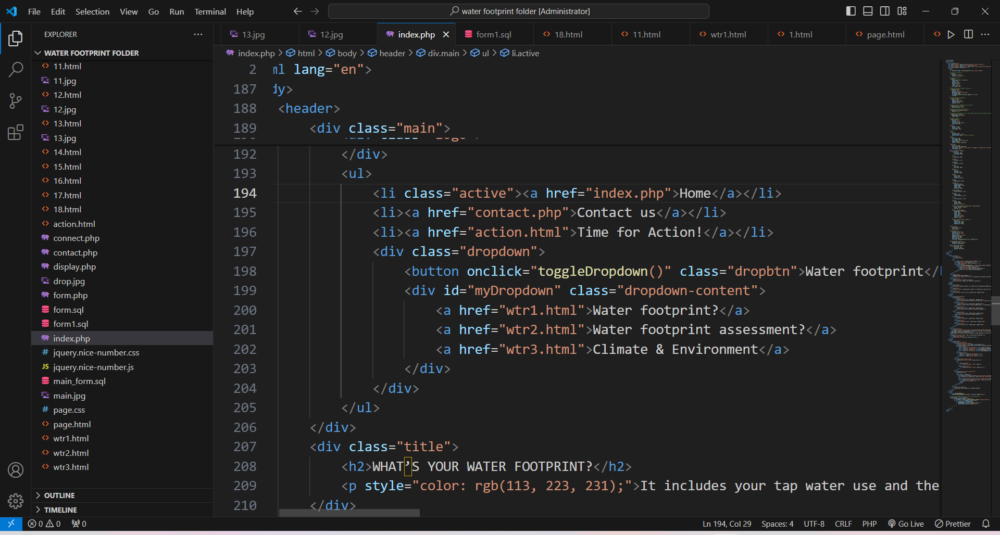 File Edit Selection View Go Run Terminal Help
water footprint folder [Administrator]
EXPLORER
WATER FOOTPRINT FOLDER
11.html
11.jpg
12.html
12.jpg
13.html
13.jpg
14.html
15.html
16.html
17.html
18.html
action.html
connect.php
contact.php
display.php
drop.jpg
form.php
form.sql
form1.sql
index.php
jquery.nice-number.css
JS jquery.nice-number.js
main_form.sql
main.jpg
page.css
page.html
wtr1.html
wtr2.html
wtr3.html
OUTLINE
TIMELINE
13.jpg 12.jpg index.php form1.sql 18.html 11.html wtr1.html 1.html page.html
index.php > html > body > header > div.main > ul > li.active
2 ml lang="en">
187 dy>
188 <header>
189 <div class="main">
192 </div>
193 <ul>
194 <li class="active"><a href="index.php">Home</a></li>
195 <li><a href="contact.php">Contact us</a></li>
196 <li><a href="action.html">Time for Action!</a></li>
197 <div class="dropdown">
198 <button onclick="toggleDropdown()" class="dropbtn">Water footprint</
199 <div id="myDropdown" class="dropdown-content">
200 <a href="wtr1.html">Water footprint?</a>
201 <a href="wtr2.html">Water footprint assessment?</a>
202 <a href="wtr3.html">Climate & Environment</a>
203 </div>
204 </div>
205 </ul>
206 </div>
207 <div class="title">
208 <h2>WHAT’S YOUR WATER FOOTPRINT?</h2>
209 <p style="color: rgb(113, 223, 231);">It includes your tap water use and the
210 </div>
0 0 0 Ln 194, Col 29 Spaces: 4 UTF-8 CRLF PHP Go Live Prettier